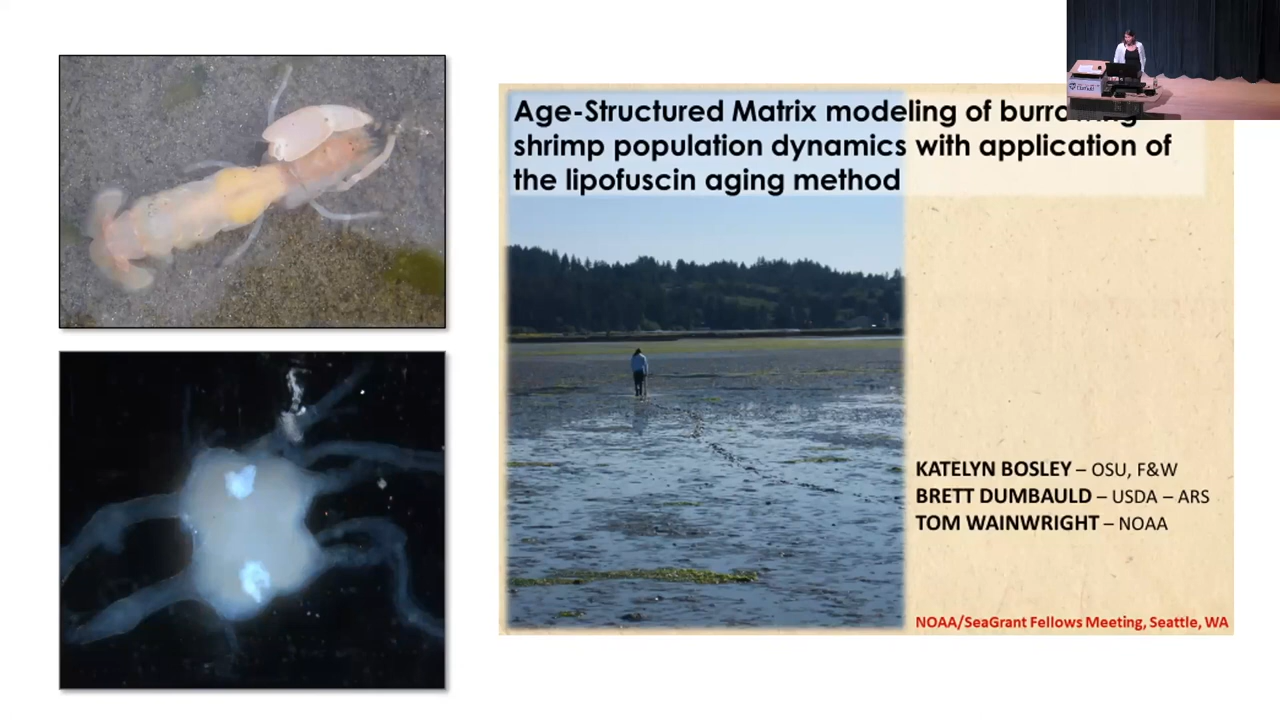 Age-Structured Matrix modeling of burrowing
shrimp population dynamics with application of
the lipofuscin aging method
KATELYN BOSLEY – OSU, F&W
BRETT DUMBAULD – USDA – ARS
TOM WAINWRIGHT – NOAA
NOAA/SeaGrant Fellows Meeting, Seattle, WA